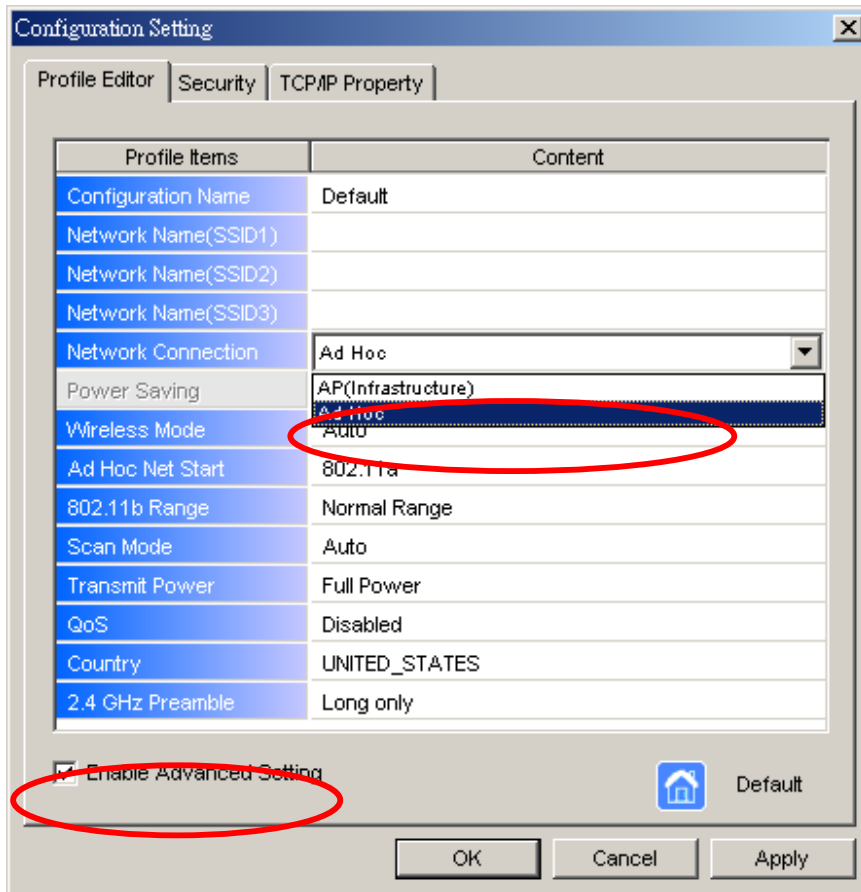 Configuration Setting
Profile Editor Security TCP/IP Property
Profile Items Content
Configuration Name Default
Network Name(SSID1)
Network Name(SSID2)
Network Name(SSID3)
Network Connection Ad Hoc
AP(Infrastructure)
Ad Hoc
Power Saving
Wireless Mode Auto
Ad Hoc Net Start 802.11a
802.11b Range Normal Range
Scan Mode Auto
Transmit Power Full Power
QoS Disabled
Country UNITED_STATES
2.4 GHz Preamble Long only
Enable Advanced Setting
Default
OK Cancel Apply